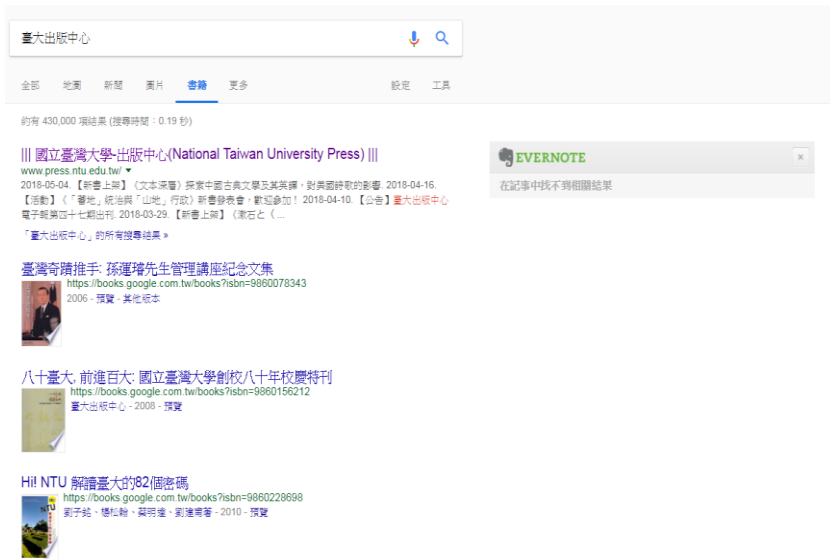 臺大出版中心
全部 地圖 新聞 圖片 書籍 更多 設定 工具
約有 430,000 項結果 (搜尋時間：0.19 秒)
||| 國立臺灣大學-出版中心(National Taiwan University Press) |||
www.press.ntu.edu.tw/ ▼
2018-05-04. 【新書上架】《文本深層》探索中國古典文學及其英譯，對美國詩歌的影響. 2018-04-16.
【活動】《「蕃地」統治與「山地」行政》新書發表會，歡迎參加！ 2018-04-10. 【公告】臺大出版中心
電子報第四十七期出刊. 2018-03-29. 【新書上架】《漱石と《 ...
「臺大出版中心」的所有搜尋結果 »
EVERNOTE
×
在記事中找不到相關結果
臺灣奇蹟推手: 孫運璿先生管理講座紀念文集
https://books.google.com.tw/books?isbn=9860078343
2006 - 預覽 - 其他版本
八十臺大, 前進百大: 國立臺灣大學創校八十年校慶特刊
https://books.google.com.tw/books?isbn=9860156212
臺大出版中心 - 2008 - 預覽
Hi! NTU 解讀臺大的82個密碼
https://books.google.com.tw/books?isbn=9860228698
劉子銘、楊松翰、蔡明達、劉建甫著 - 2010 - 預覽
NTU